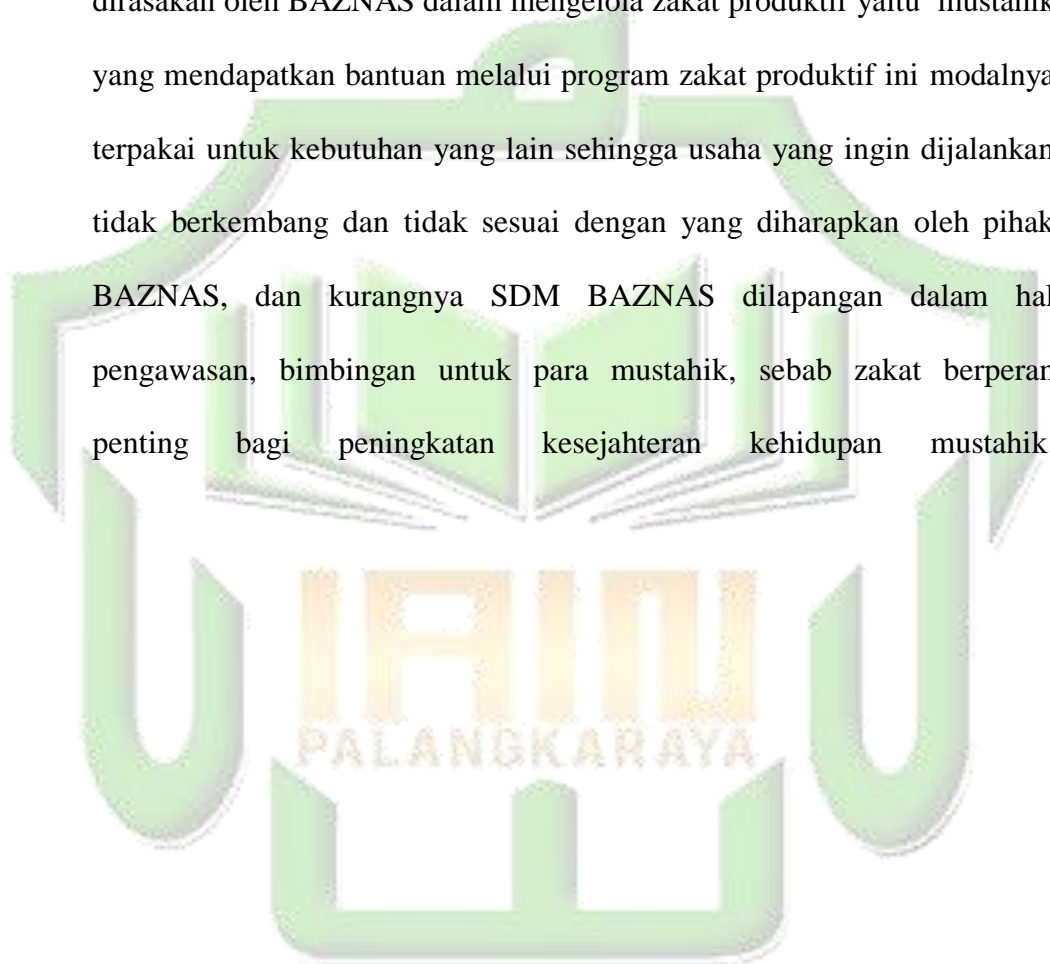 dirasakan oleh BAZNAS dalam mengelola zakat produktif yaitu mustahik
yang mendapatkan bantuan melalui program zakat produktif ini modalnya
terpakai untuk kebutuhan yang lain sehingga usaha yang ingin dijalankan
tidak berkembang dan tidak sesuai dengan yang diharapkan oleh pihak
BAZNAS, dan kurangnya SDM BAZNAS dilapangan dalam hal
pengawasan, bimbingan untuk para mustahik, sebab zakat berperan
penting bagi peningkatan kesejahteran kehidupan mustahik.
IAIN
PALANGKARAYA